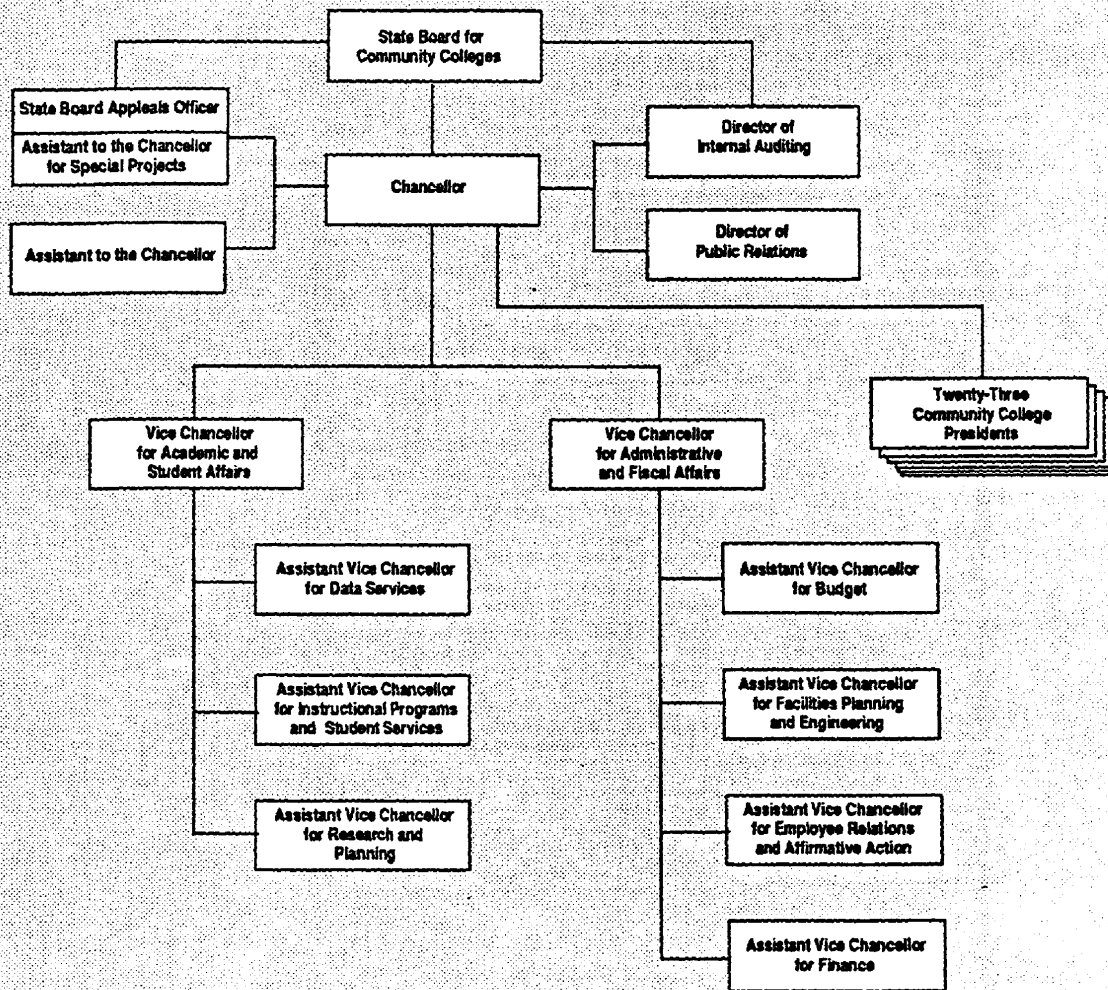 State Board for
Community Colleges
State Board Appleals Officer
Assistant to the Chancellor
for Special Projects
Director of
Internal Auditing
Chancellor
Assistant to the Chancellor
Director of
Public Relations
Twenty-Three
Community College
Presidents
Vice Chancellor
for Academic and
Student Affairs
Vice Chancellor
for Administrative
and Fiscal Affairs
Assistant Vice Chancellor
for Data Services
Assistant Vice Chancellor
for Instructional Programs
and Student Services
Assistant Vice Chancellor
for Research and
Planning
Assistant Vice Chancellor
for Budget
Assistant Vice Chancellor
for Facilities Planning
and Engineering
Assistant Vice Chancellor
for Employee Relations
and Affirmative Action
Assistant Vice Chancellor
for Finance